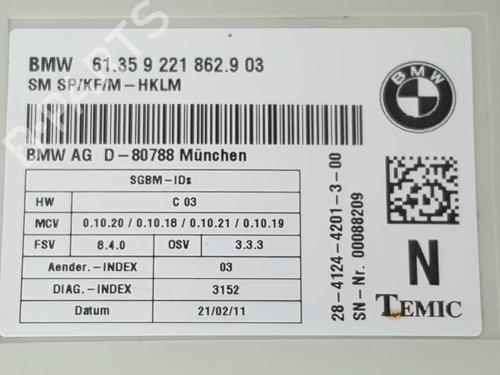 BMW 61.35 9 221 862.9 03
SM SP/KF/M-HKLM
BMW
BMW AG D-80788 München
SGBM-IDs
HW C 03
MCV 0.10.20 / 0.10.18 / 0.10.21 / 0.10.19
FSV 8.4.0 OSV 3.3.3
Aender.-INDEX 03
DIAG.-INDEX 3152
Datum 21/02/11
28-4124-4201-3-00
SN-Nr. 00088209
N
TEMIC
B-PARTS